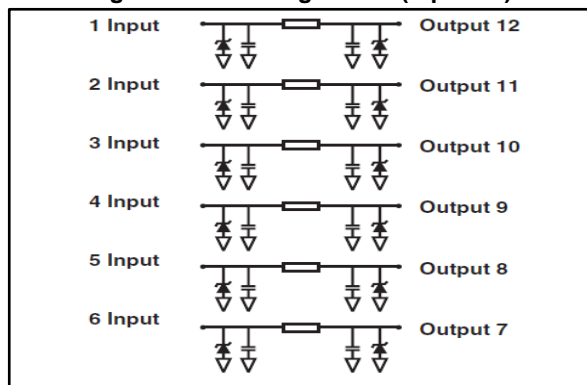 1 Input Output 12
2 Input Output 11
3 Input Output 10
4 Input Output 9
5 Input Output 8
6 Input Output 7